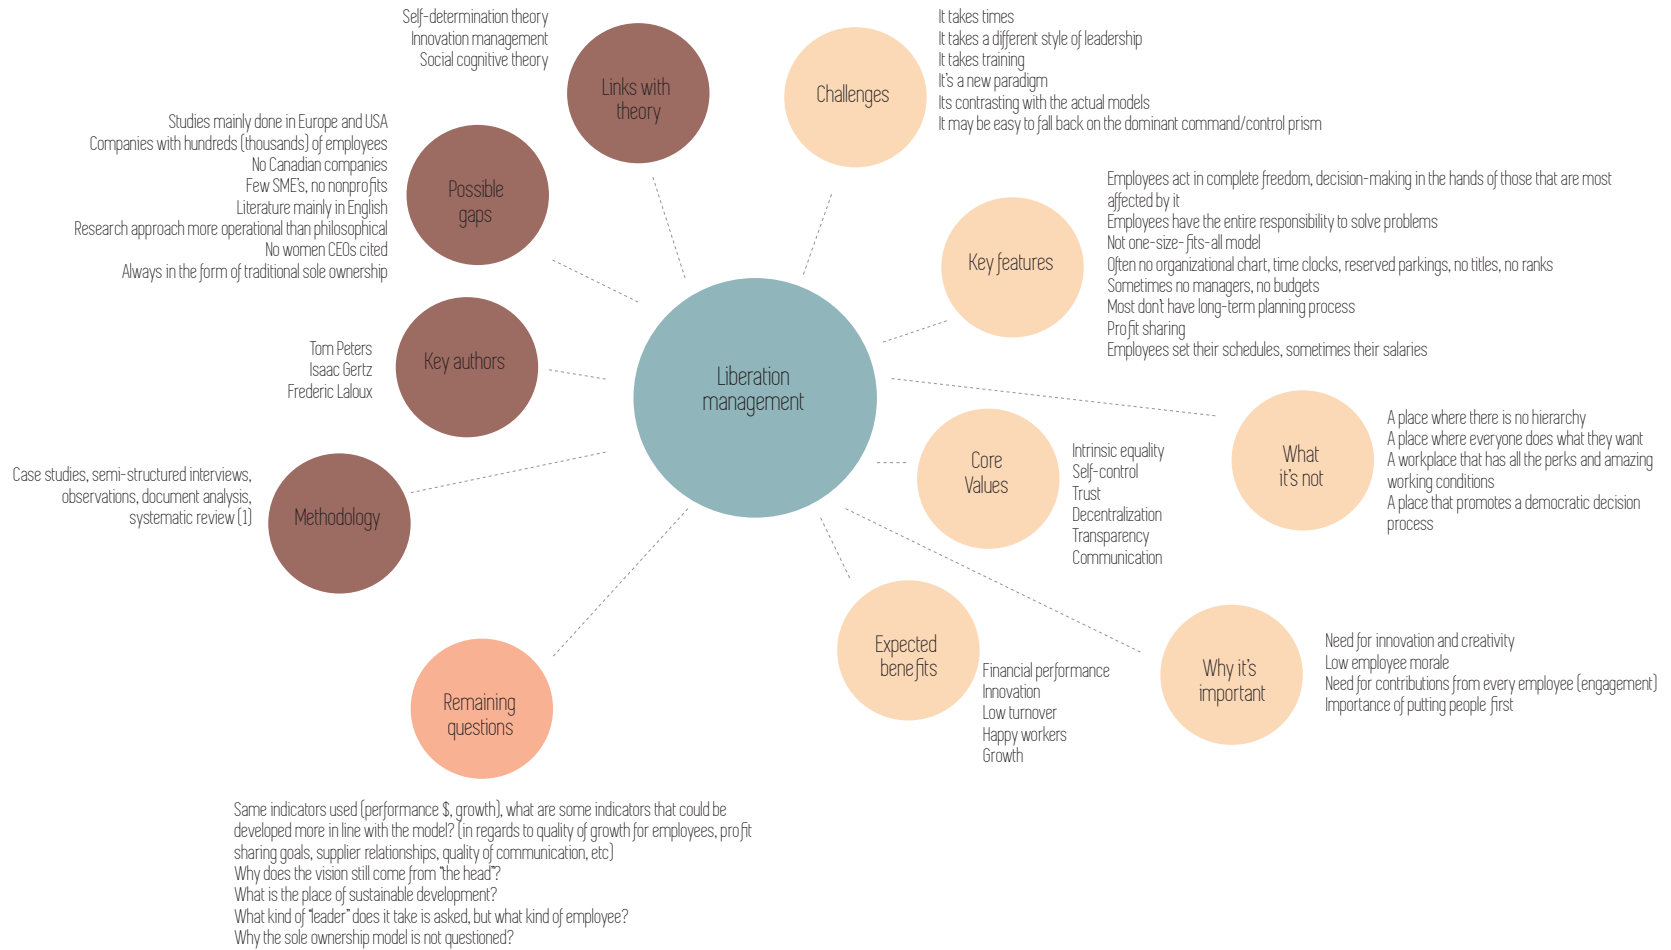 Liberation
management
Links with
theory
Self-determination theory
Innovation management
Social cognitive theory
Challenges
It takes times
It takes a different style of leadership
It takes training
It's a new paradigm
Its contrasting with the actual models
It may be easy to fall back on the dominant command/control prism
Possible
gaps
Studies mainly done in Europe and USA
Companies with hundreds (thousands) of employees
No Canadian companies
Few SME's, no nonprofits
Literature mainly in English
Research approach more operational than philosophical
No women CEOs cited
Always in the form of traditional sole ownership
Key features
Employees act in complete freedom, decision-making in the hands of those that are most
affected by it
Employees have the entire responsibility to solve problems
Not one-size-fits-all model
Often no organizational chart, time clocks, reserved parkings, no titles, no ranks
Sometimes no managers, no budgets
Most don't have long-term planning process
Profit sharing
Employees set their schedules, sometimes their salaries
Key authors
Tom Peters
Isaac Gertz
Frederic Laloux
What
it's not
A place where there is no hierarchy
A place where everyone does what they want
A workplace that has all the perks and amazing
working conditions
A place that promotes a democratic decision
process
Core
Values
Intrinsic equality
Self-control
Trust
Decentralization
Transparency
Communication
Methodology
Case studies, semi-structured interviews,
observations, document analysis,
systematic review (1)
Expected
benefits
Financial performance
Innovation
Low turnover
Happy workers
Growth
Why it's
important
Need for innovation and creativity
Low employee morale
Need for contributions from every employee (engagement)
Importance of putting people first
Remaining
questions
Same indicators used (performance $, growth), what are some indicators that could be
developed more in line with the model? (in regards to quality of growth for employees, profit
sharing goals, supplier relationships, quality of communication, etc)
Why does the vision still come from "the head"?
What is the place of sustainable development?
What kind of "leader" does it take is asked, but what kind of employee?
Why the sole ownership model is not questioned?